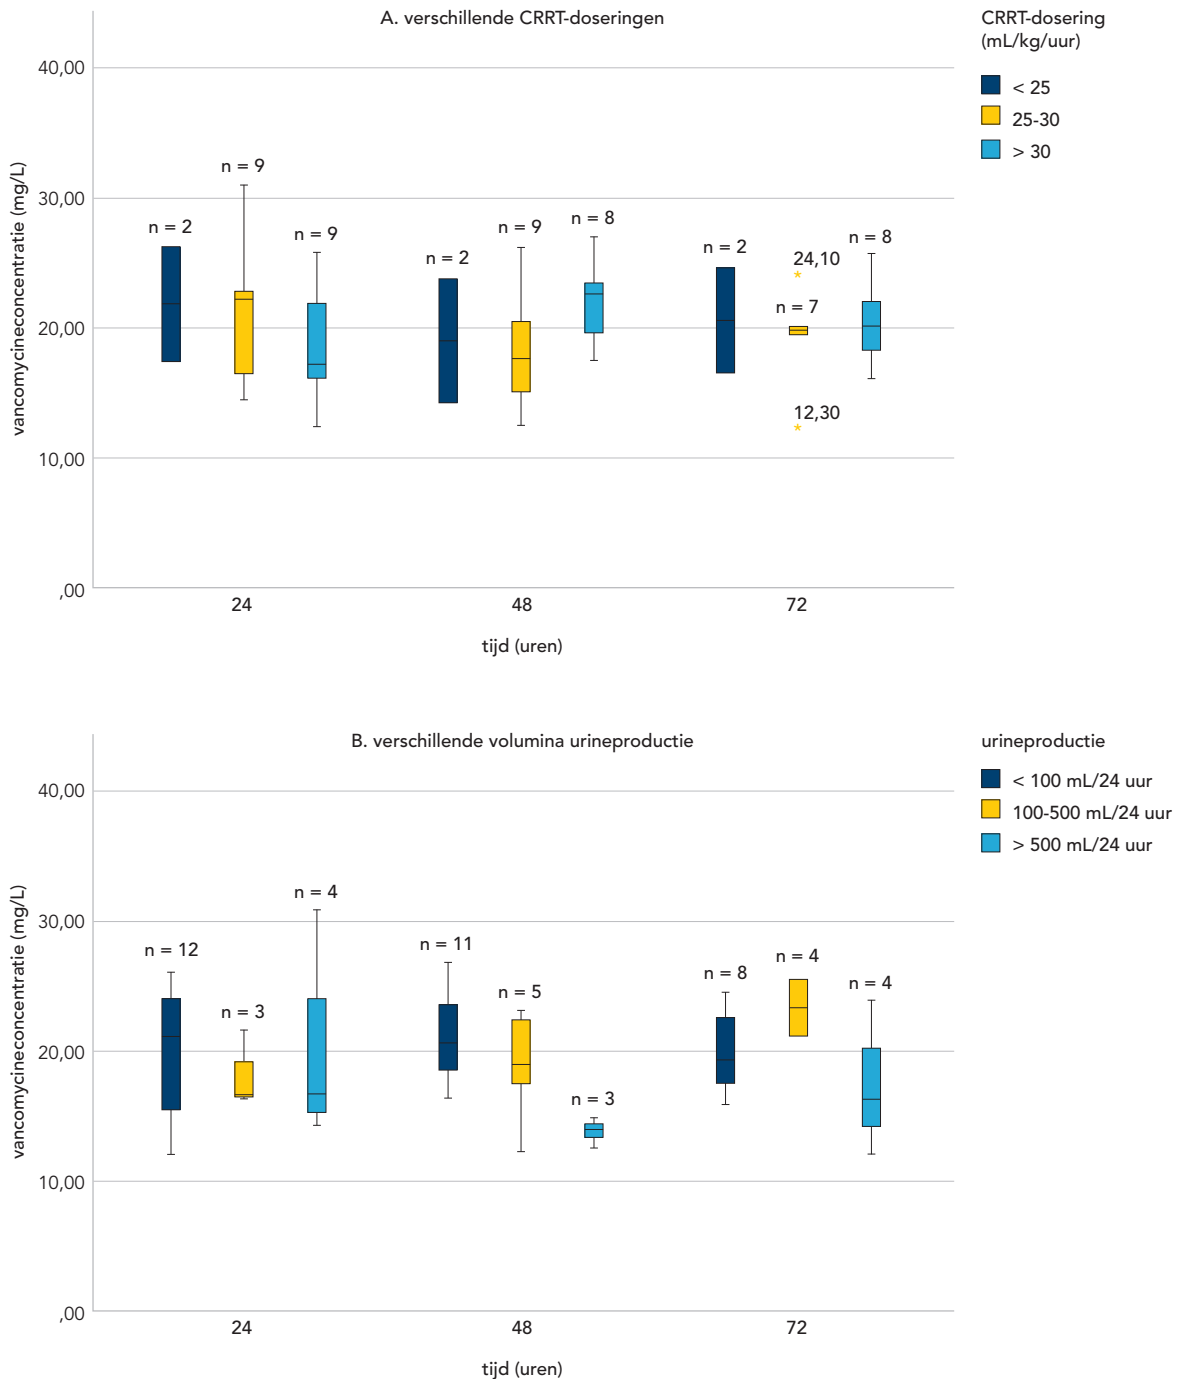 A. verschillende CRRT-doseringen
CRRT-dosering
(mL/kg/uur)
< 25
25-30
> 30
vancomycineconcentratie (mg/L)
40,00
30,00
20,00
10,00
,00
n = 2
n = 9
n = 9
n = 2
n = 9
n = 8
n = 2
24,10
n = 7
12,30
n = 8
24
48
72
tijd (uren)
B. verschillende volumina urineproductie
urineproductie
< 100 mL/24 uur
100-500 mL/24 uur
> 500 mL/24 uur
vancomycineconcentratie (mg/L)
40,00
30,00
20,00
10,00
,00
n = 12
n = 3
n = 4
n = 11
n = 5
n = 3
n = 8
n = 4
n = 4
24
48
72
tijd (uren)